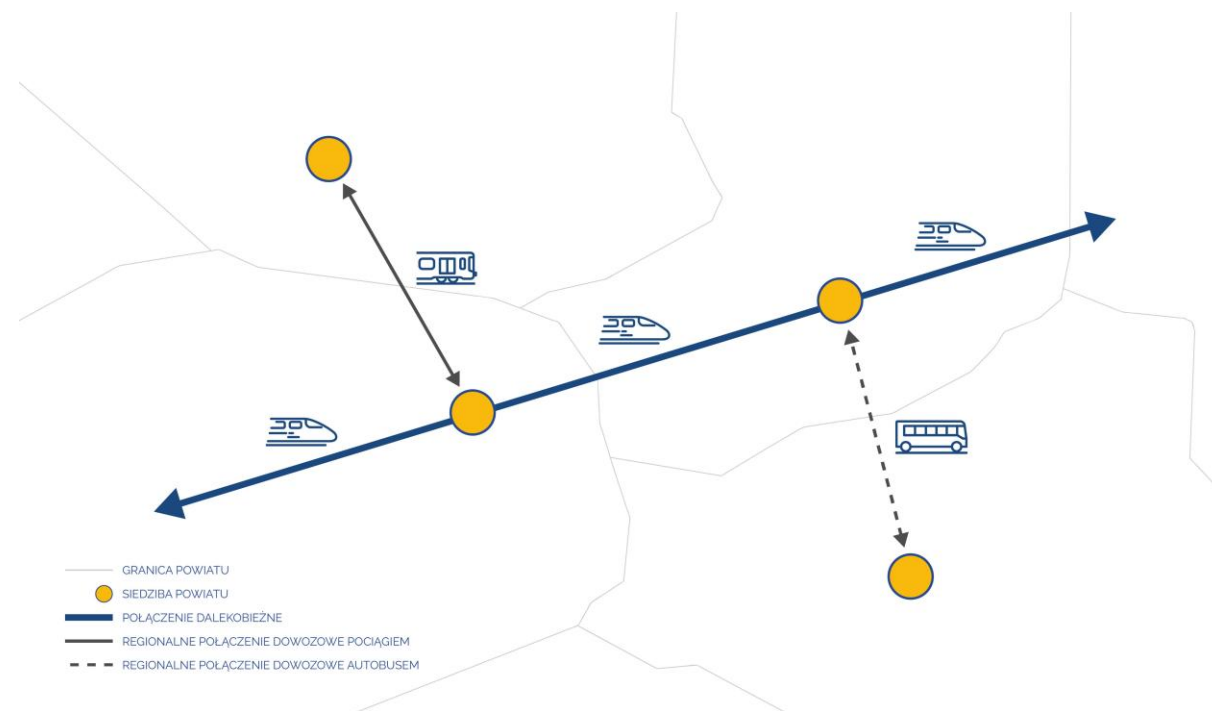 GRANICA POWIATU
SIEDZIBA POWIATU
POŁĄCZENIE DALEKOBIEŻNE
REGIONALNE POŁĄCZENIE DOWOZOWE POCIĄGIEM
REGIONALNE POŁĄCZENIE DOWOZOWE AUTOBUSEM